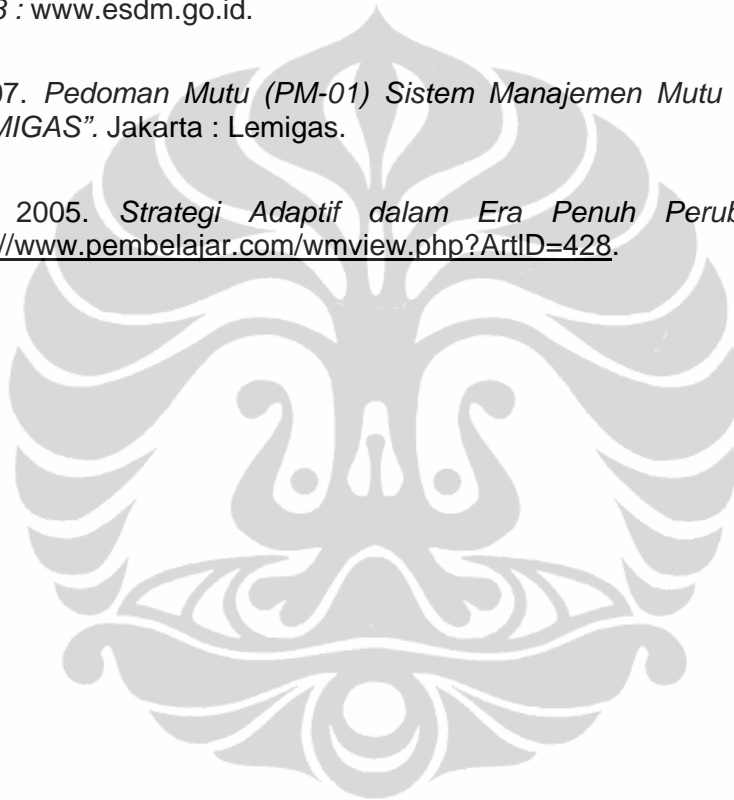 3 : www.esdm.go.id.
07. Pedoman Mutu (PM-01) Sistem Manajemen Mutu
MIGAS”. Jakarta : Lemigas.
2005. Strategi Adaptif dalam Era Penuh Perub
//www.pembelajar.com/wmview.php?ArtID=428.